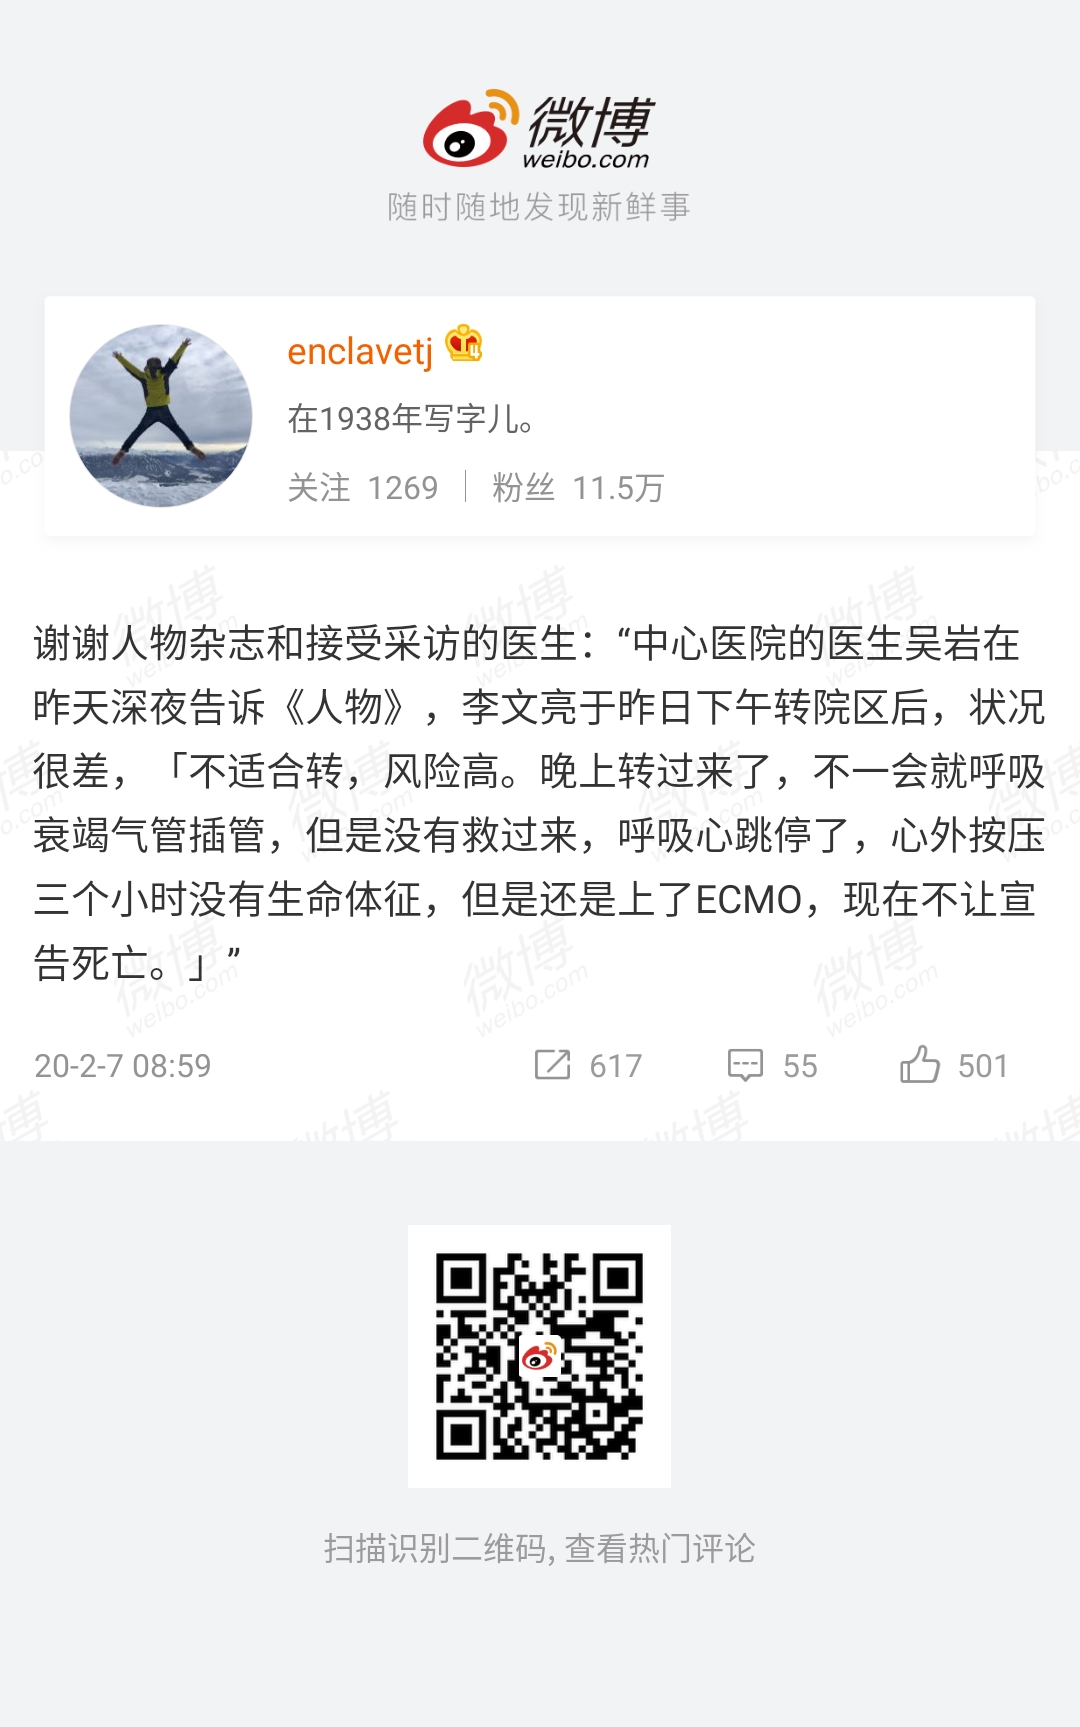 微博
weibo.com
随时随地发现新鲜事
enclavetj
在1938年写字儿。
关注 1269 粉丝 11.5万
谢谢人物杂志和接受采访的医生：“中心医院的医生吴岩在
昨天深夜告诉《人物》，李文亮于昨日下午转院区后，状况
很差，「不适合转，风险高。晚上转过来了，不一会就呼吸
衰竭气管插管，但是没有救过来，呼吸心跳停了，心外按压
三个小时没有生命体征，但是还是上了ECMO，现在不让宣
告死亡。」”
20-2-7 08:59 617 55 501
扫描识别二维码, 查看热门评论